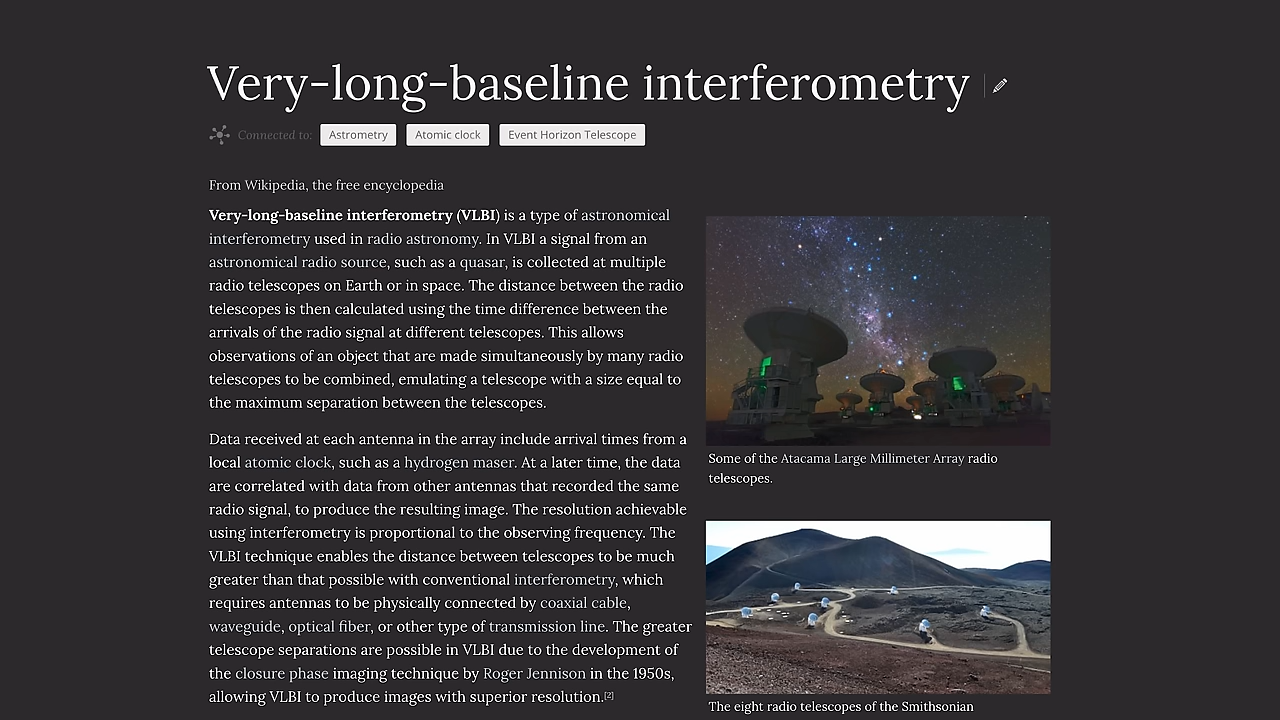 Very-long-baseline interferometry
Connected to: Astrometry Atomic clock Event Horizon Telescope
From Wikipedia, the free encyclopedia
Very-long-baseline interferometry (VLBI) is a type of astronomical
interferometry used in radio astronomy. In VLBI a signal from an
astronomical radio source, such as a quasar, is collected at multiple
radio telescopes on Earth or in space. The distance between the radio
telescopes is then calculated using the time difference between the
arrivals of the radio signal at different telescopes. This allows
observations of an object that are made simultaneously by many radio
telescopes to be combined, emulating a telescope with a size equal to
the maximum separation between the telescopes.
Data received at each antenna in the array include arrival times from a
local atomic clock, such as a hydrogen maser. At a later time, the data
are correlated with data from other antennas that recorded the same
radio signal, to produce the resulting image. The resolution achievable
using interferometry is proportional to the observing frequency. The
VLBI technique enables the distance between telescopes to be much
greater than that possible with conventional interferometry, which
requires antennas to be physically connected by coaxial cable,
waveguide, optical fiber, or other type of transmission line. The greater
telescope separations are possible in VLBI due to the development of
the closure phase imaging technique by Roger Jennison in the 1950s,
allowing VLBI to produce images with superior resolution.[2]
Some of the Atacama Large Millimeter Array radio
telescopes.
The eight radio telescopes of the Smithsonian